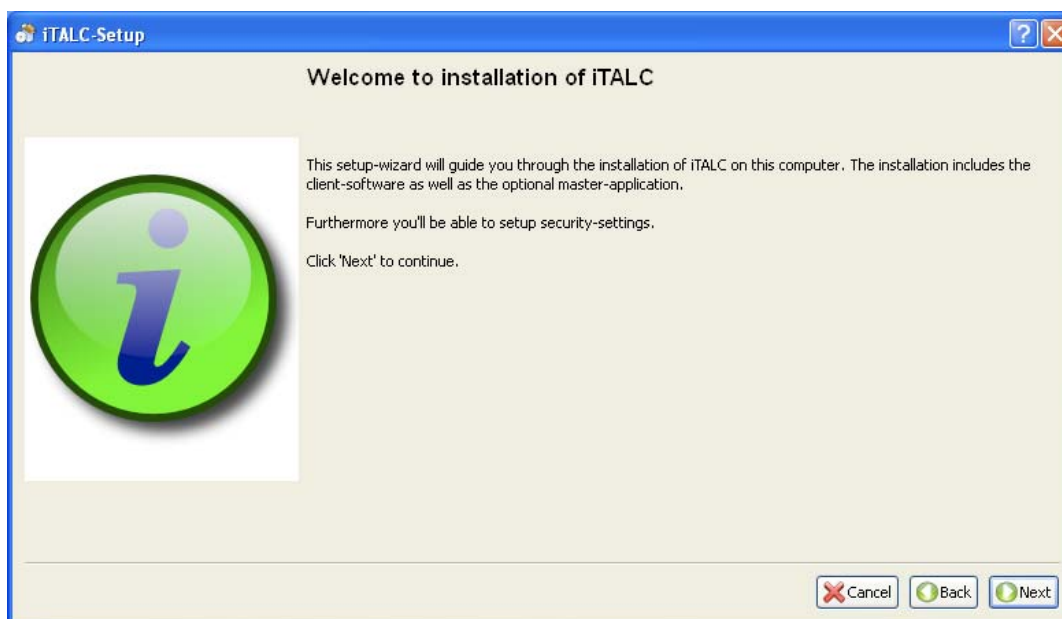 iTALC-Setup
Welcome to installation of iTALC
This setup-wizard will guide you through the installation of iTALC on this computer. The installation includes the
client-software as well as the optional master-application.
Furthermore you'll be able to setup security-settings.
Click 'Next' to continue.
Cancel Back Next